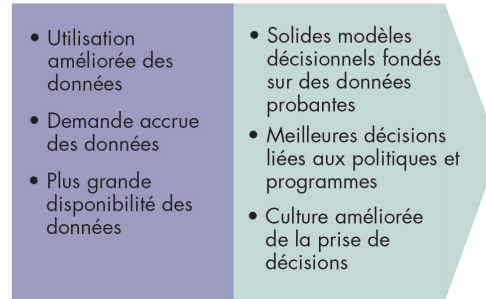 • Utilisation
améliorée des
données
• Demande accrue
des données
• Plus grande
disponibilité des
données
• Solides modèles
décisionnels fondés
sur des données
probantes
• Meilleures décisions
liées aux politiques et
programmes
• Culture améliorée
de la prise de
décisions